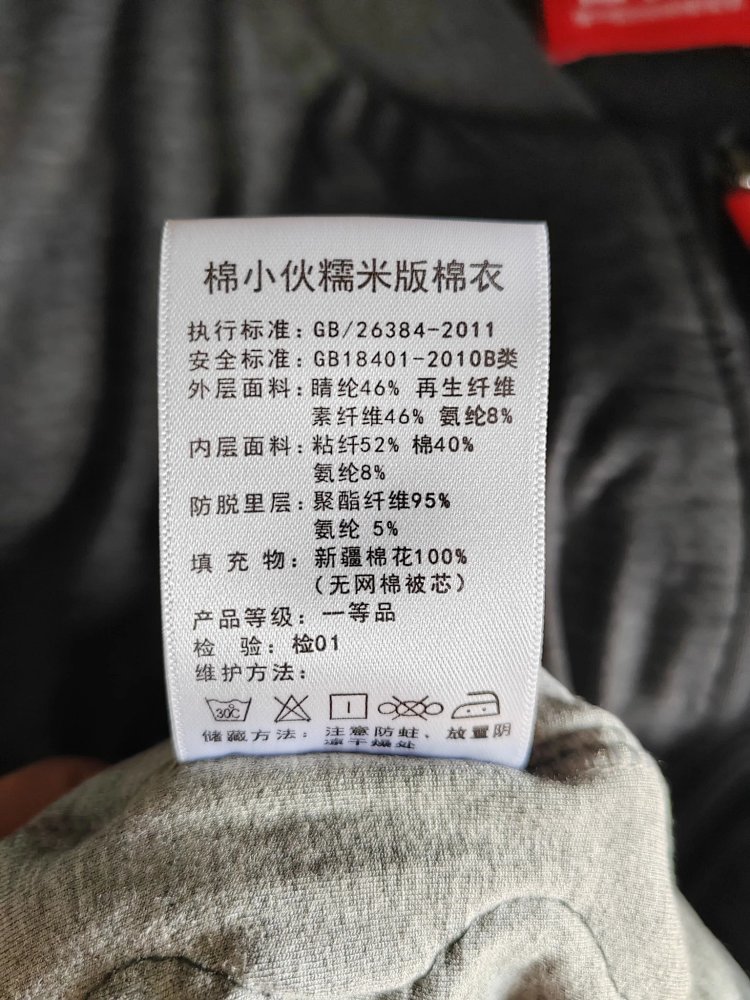 棉小伙糯米版棉衣
执行标准：GB/26384-2011
安全标准：GB18401-2010B类
外层面料：睛纶46% 再生纤维
素纤维46% 氨纶8%
内层面料：粘纤52% 棉40%
氨纶8%
防脱里层：聚酯纤维95%
氨纶 5%
填 充 物：新疆棉花100%
（无网棉被芯）
产品等级：一等品
检 验：检01
维护方法：
30C
储藏方法：注意防蛀、放置阴
凉干燥处